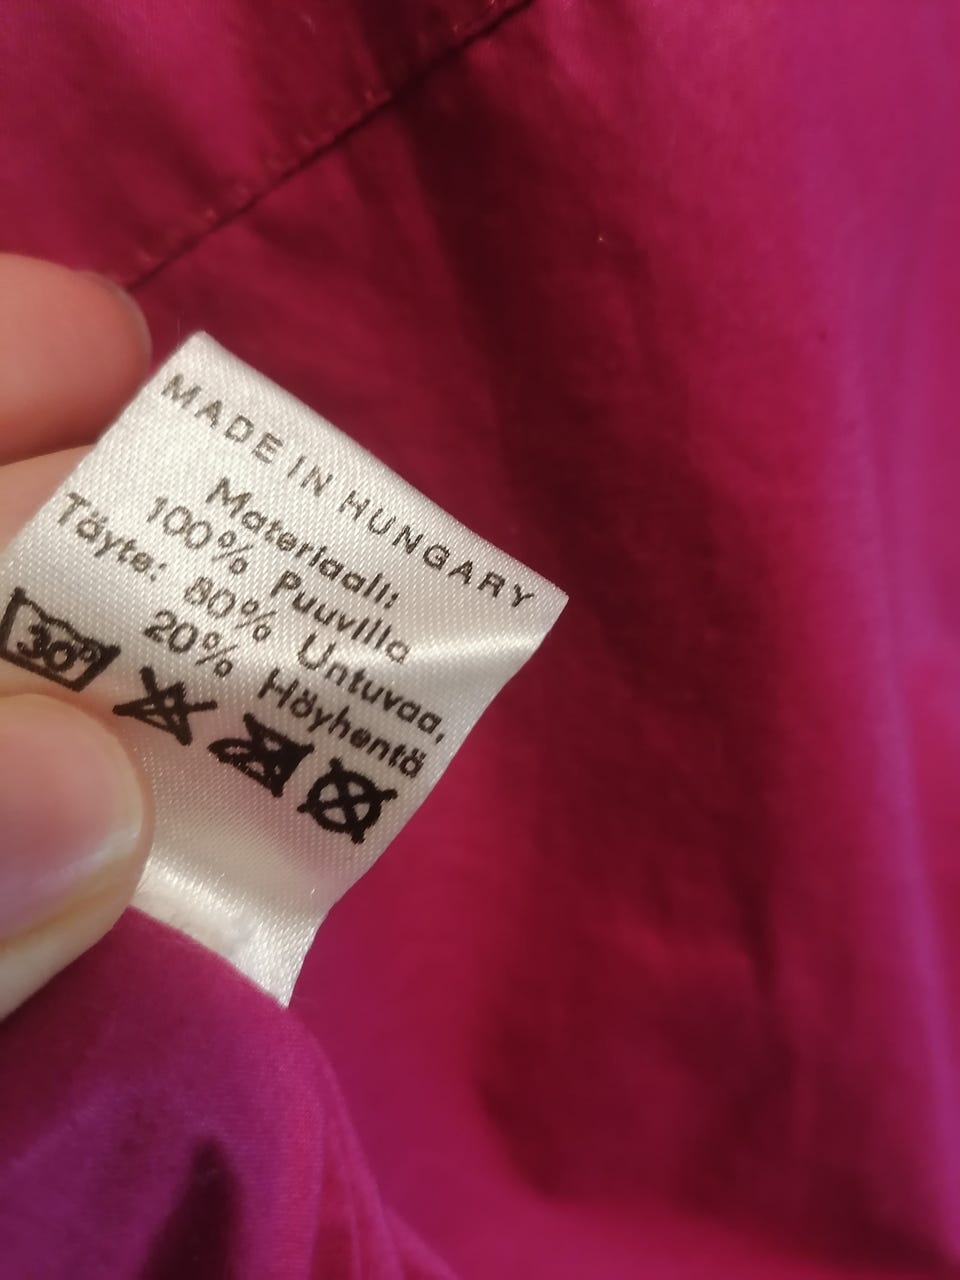 MADE IN HUNGARY
Materiaali:
100% Puuvilla
Täyte: 80% Untuvaa,
20% Höyhentä
30°